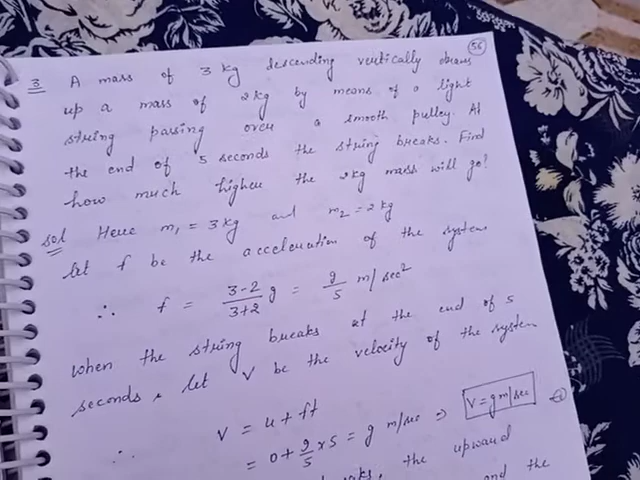 56
3 A mass of 3 kg descending vertically draws
up a mass of 2 kg by means of a light
string passing over a smooth pulley. At
the end of 5 seconds the string breaks. Find
how much higher the 2kg mass will go?
sol Here m₁ = 3 kg and m₂ = 2 kg
let f be the acceleration of the system
∴ f = (3-2)/(3+2) g = g/5 m/sec²
when the string breaks at the end of 5
seconds, let V be the velocity of the system
∴ V = u + ft
= 0 + g/5 × 5 = g m/sec ⇒ V = g m/sec
the upward
and the